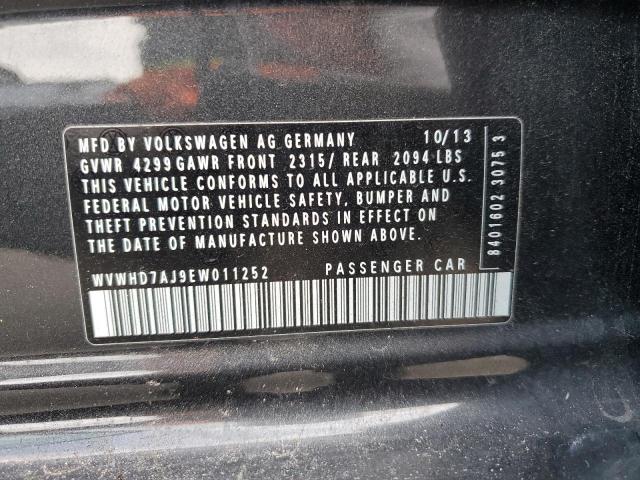 MFD BY VOLKSWAGEN AG GERMANY 10/13
GVWR 4299 GAWR FRONT 2315/ REAR 2094 LBS
THIS VEHICLE CONFORMS TO ALL APPLICABLE U.S.
FEDERAL MOTOR VEHICLE SAFETY, BUMPER AND
THEFT PREVENTION STANDARDS IN EFFECT ON
THE DATE OF MANUFACTURE SHOWN ABOVE.
WVWHD7AJ9EW011252 PASSENGER CAR
8401602 3075 3